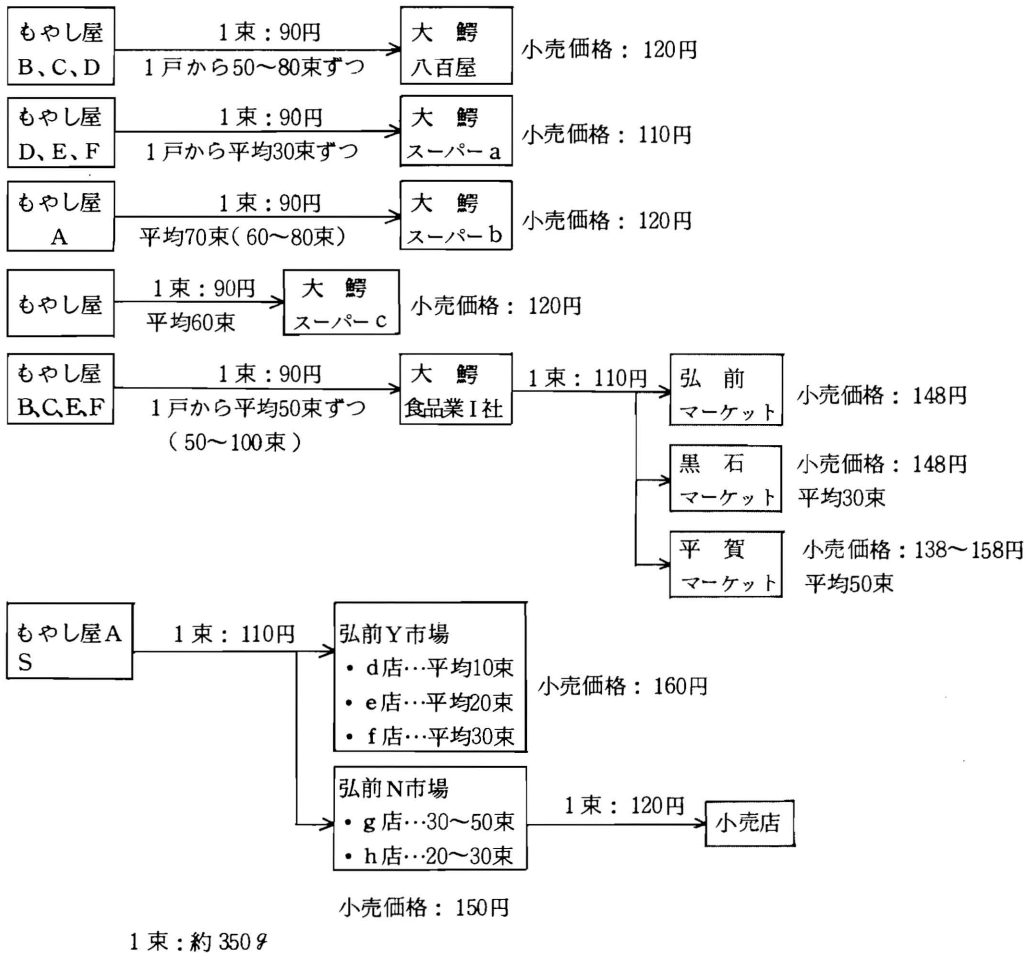 もやし屋
B、C、D
1束：90円
1戸から50〜80束ずつ
大 鰐
八百屋
小売価格：120円
もやし屋
D、E、F
1束：90円
1戸から平均30束ずつ
大 鰐
スーパーa
小売価格：110円
もやし屋
A
1束：90円
平均70束（60〜80束）
大 鰐
スーパーb
小売価格：120円
もやし屋
1束：90円
平均60束
大 鰐
スーパーc
小売価格：120円
もやし屋
B、C、E、F
1束：90円
1戸から平均50束ずつ
（50〜100束）
大 鰐
食品業I社
1束：110円
弘 前
マーケット
小売価格：148円
黒 石
マーケット
小売価格：148円
平均30束
平 賀
マーケット
小売価格：138〜158円
平均50束
もやし屋A
S
1束：110円
弘前Y市場
・d店…平均10束
・e店…平均20束
・f店…平均30束
小売価格：160円
弘前N市場
・g店…30〜50束
・h店…20〜30束
1束：120円
小売店
小売価格：150円
1束：約350g